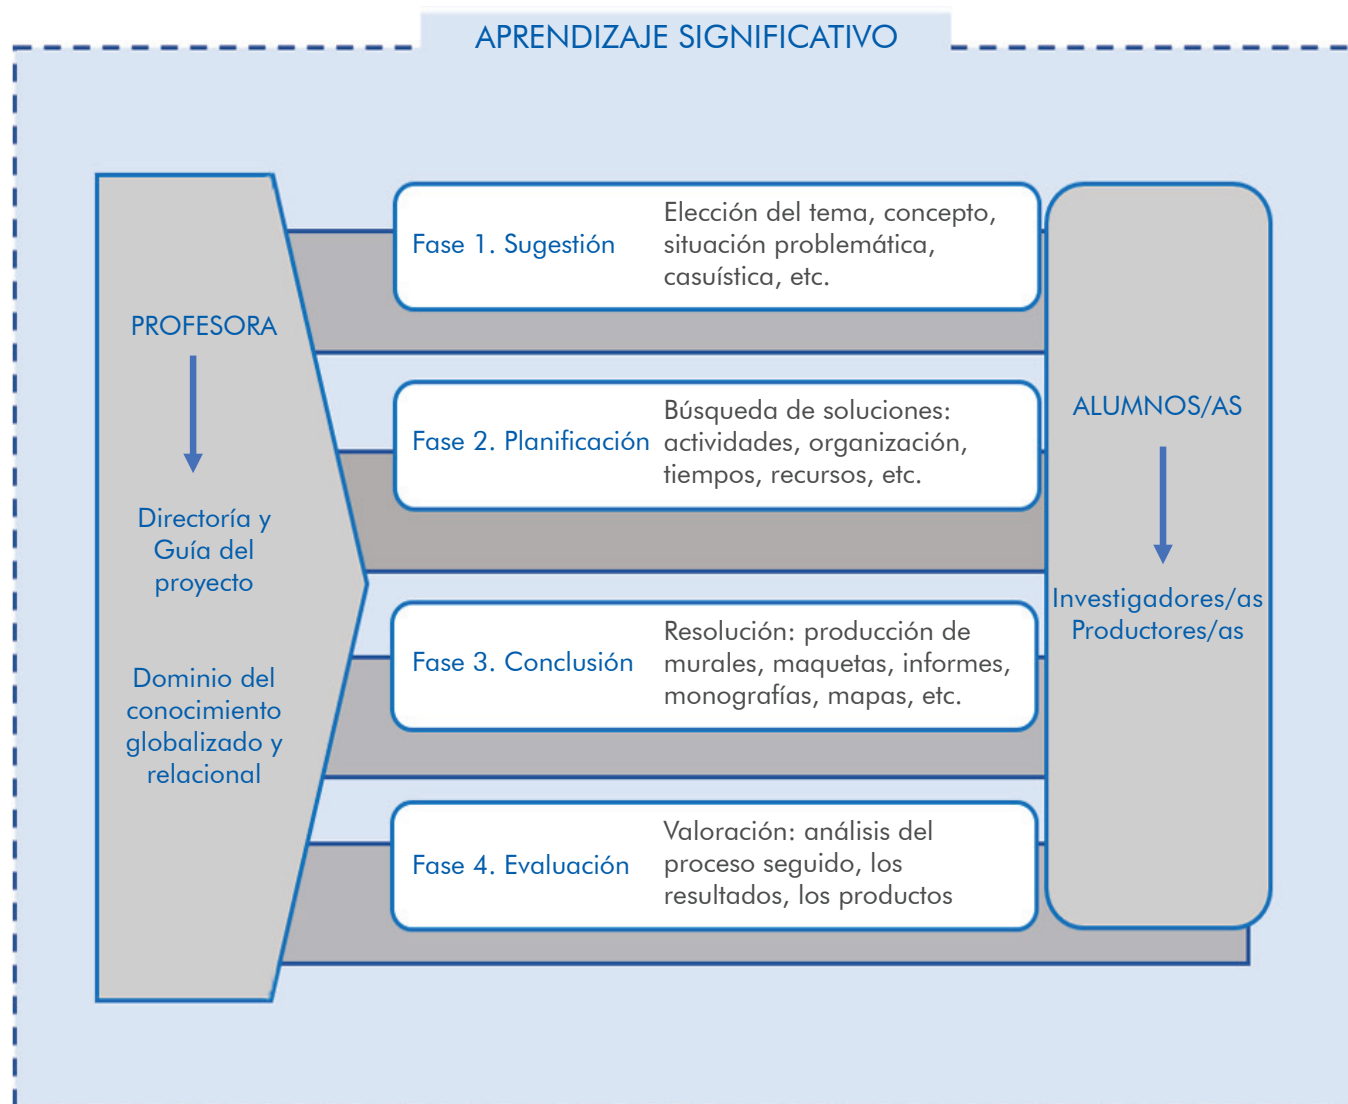 APRENDIZAJE SIGNIFICATIVO
PROFESORA
Directoría y
Guía del
proyecto
Dominio del
conocimiento
globalizado y
relacional
Fase 1. Sugestión
Elección del tema, concepto,
situación problemática,
casuística, etc.
Fase 2. Planificación
Búsqueda de soluciones:
actividades, organización,
tiempos, recursos, etc.
Fase 3. Conclusión
Resolución: producción de
murales, maquetas, informes,
monografías, mapas, etc.
Fase 4. Evaluación
Valoración: análisis del
proceso seguido, los
resultados, los productos
ALUMNOS/AS
Investigadores/as
Productores/as